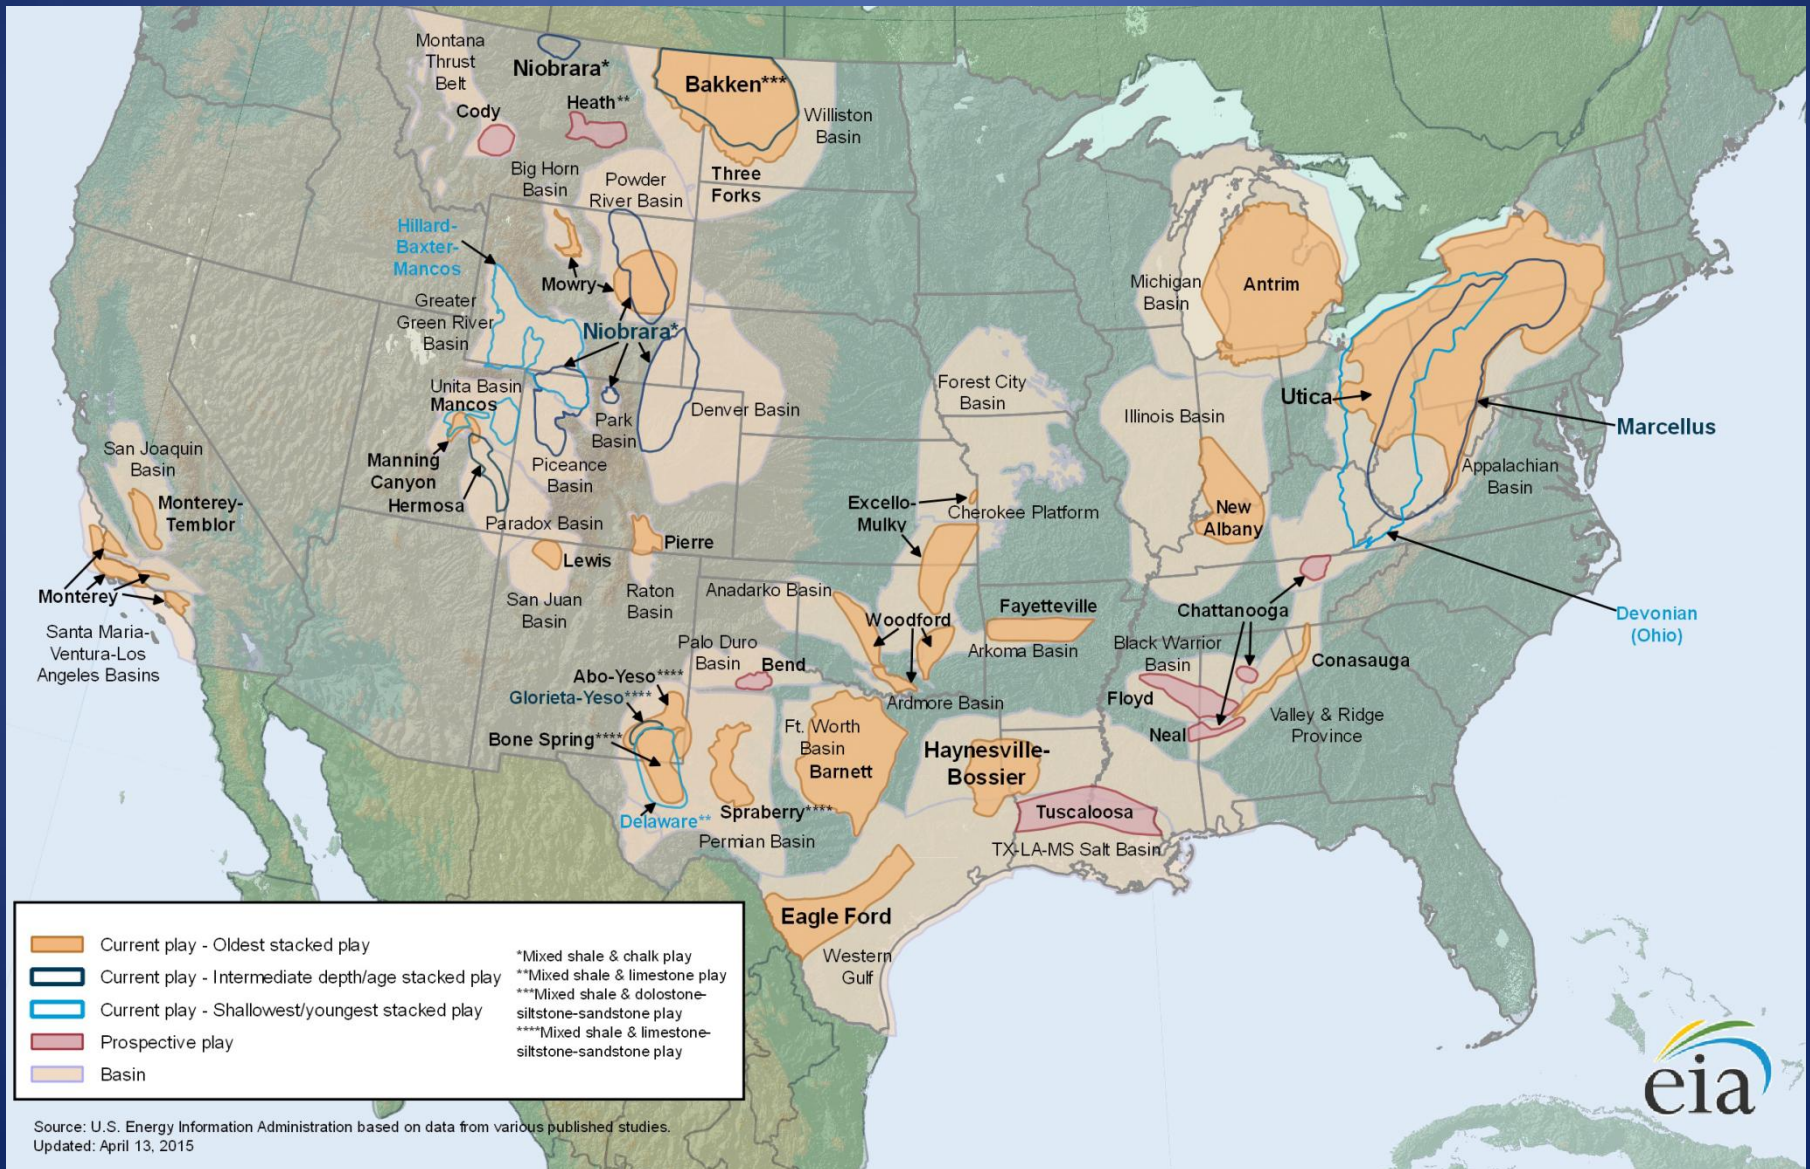 Montana
Thrust
Belt
Niobrara*
Bakken***
Cody
Heath**
Williston
Basin
Big Horn
Basin
Powder
River Basin
Three
Forks
Hillard-
Baxter-
Mancos
Mowry
Michigan
Basin
Antrim
Greater
Green River
Basin
Niobrara*
Unita Basin
Mancos
Park
Basin
Denver Basin
Forest City
Basin
Illinois Basin
Utica
Marcellus
San Joaquin
Basin
Manning
Canyon
Hermosa
Piceance
Basin
Appalachian
Basin
Monterey-
Temblor
Paradox Basin
Excello-
Mulky
Cherokee Platform
New
Albany
Pierre
Lewis
Monterey
San Juan
Basin
Raton
Basin
Anadarko Basin
Woodford
Fayetteville
Chattanooga
Devonian
(Ohio)
Santa Maria-
Ventura-Los
Angeles Basins
Palo Duro
Basin
Bend
Arkoma Basin
Black Warrior
Basin
Conasauga
Abo-Yeso****
Glorieta-Yeso****
Ardmore Basin
Floyd
Valley & Ridge
Province
Bone Spring****
Ft. Worth
Basin
Barnett
Haynesville-
Bossier
Neal
Delaware**
Spraberry****
Permian Basin
Tuscaloosa
TX-LA-MS Salt Basin
Eagle Ford
Western
Gulf
Current play - Oldest stacked play
Current play - Intermediate depth/age stacked play
Current play - Shallowest/youngest stacked play
Prospective play
Basin
*Mixed shale & chalk play
**Mixed shale & limestone play
***Mixed shale & dolostone-
siltstone-sandstone play
****Mixed shale & limestone-
siltstone-sandstone play
eia
Source: U.S. Energy Information Administration based on data from various published studies.
Updated: April 13, 2015